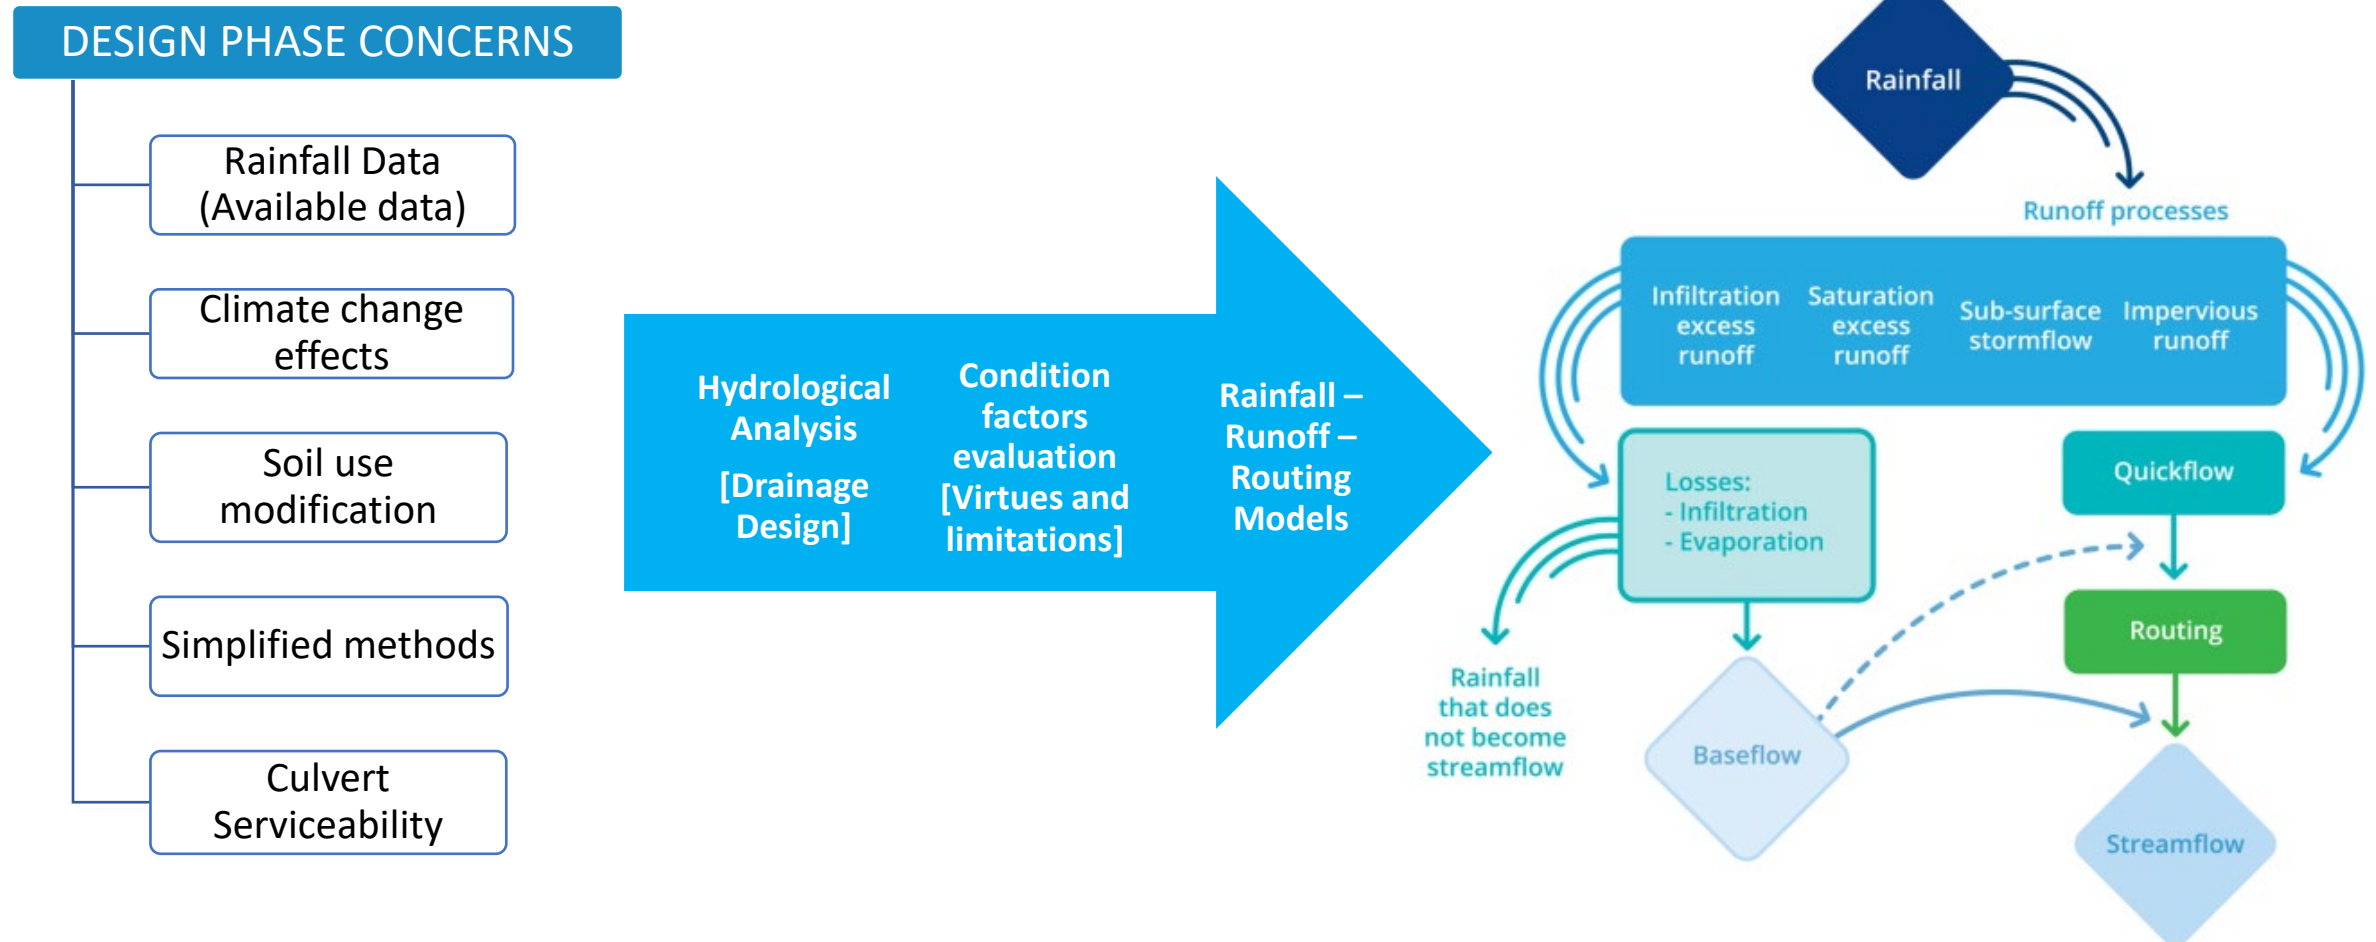 DESIGN PHASE CONCERNS
Rainfall Data
(Available data)
Climate change
effects
Soil use
modification
Simplified methods
Culvert
Serviceability
Hydrological
Analysis
[Drainage
Design]
Condition
factors
evaluation
[Virtues and
limitations]
Rainfall –
Runoff –
Routing
Models
Rainfall
Runoff processes
Infiltration
excess
runoff
Saturation
excess
runoff
Sub-surface
stormflow
Impervious
runoff
Losses:
- Infiltration
- Evaporation
Quickflow
Routing
Rainfall
that does
not become
streamflow
Baseflow
Streamflow